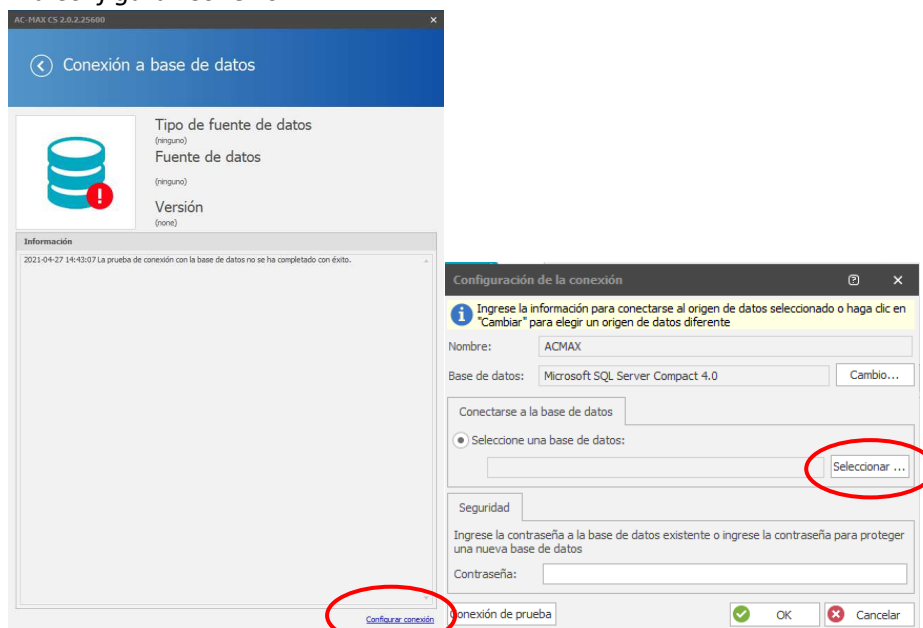 AC-MAX CS 2.0.2.25600
Conexión a base de datos
Tipo de fuente de datos
(ninguno)
Fuente de datos
(ninguno)
Versión
(none)
Información
2021-04-27 14:43:07 La prueba de conexión con la base de datos no se ha completado con éxito.
Configurar conexión
Configuración de la conexión
Ingrese la información para conectarse al origen de datos seleccionado o haga clic en
"Cambiar" para elegir un origen de datos diferente
Nombre: ACMAX
Base de datos: Microsoft SQL Server Compact 4.0 Cambio...
Conectarse a la base de datos
Seleccione una base de datos:
Seleccionar ...
Seguridad
Ingrese la contraseña a la base de datos existente o ingrese la contraseña para proteger
una nueva base de datos
Contraseña:
Conexión de prueba OK Cancelar